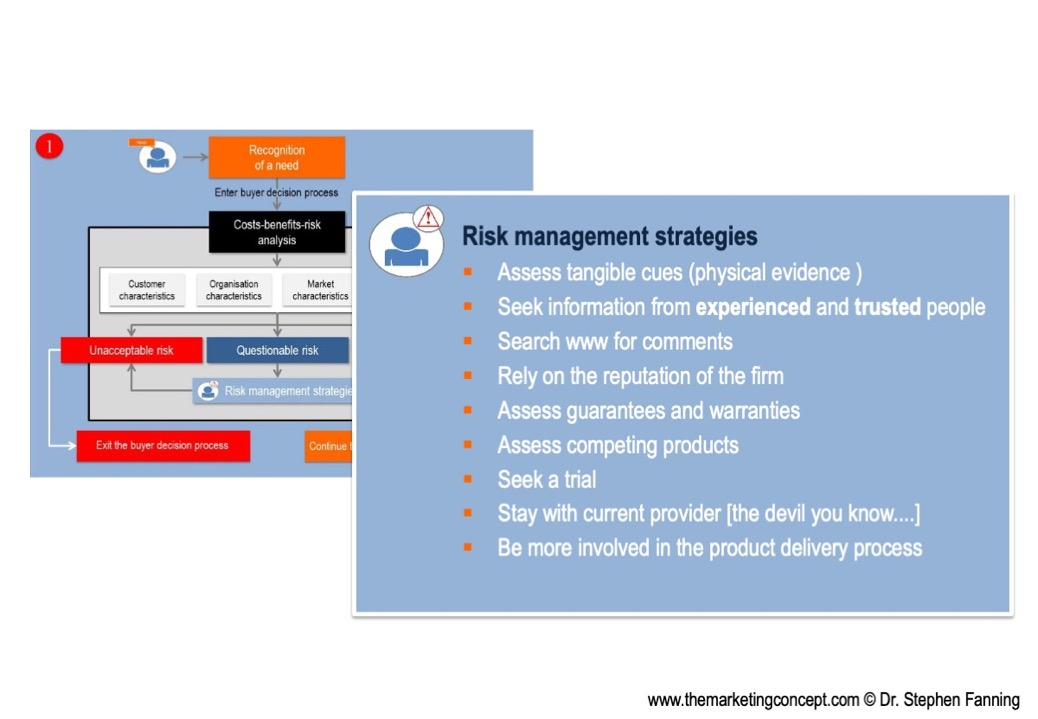 1
Recognition
of a need
Enter buyer decision process
Costs-benefits-risk
analysis
Customer
characteristics
Organisation
characteristics
Market
characteristics
Unacceptable risk
Questionable risk
Risk management strategie
Exit the buyer decision process
Continue t
Risk management strategies
Assess tangible cues (physical evidence )
Seek information from experienced and trusted people
Search www for comments
Rely on the reputation of the firm
Assess guarantees and warranties
Assess competing products
Seek a trial
Stay with current provider [the devil you know....]
Be more involved in the product delivery process
www.themarketingconcept.com © Dr. Stephen Fanning